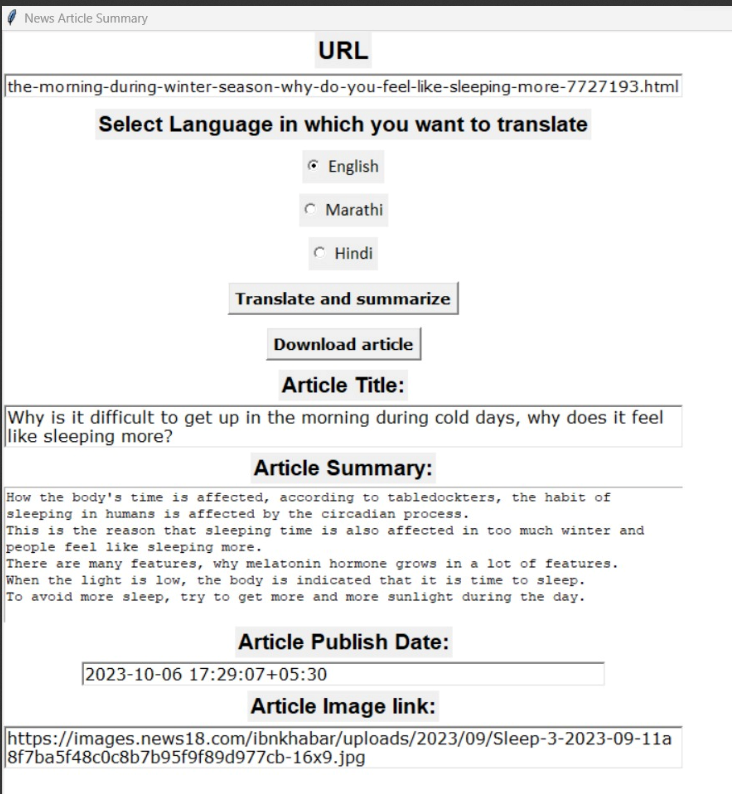 News Article Summary
URL
the-morning-during-winter-season-why-do-you-feel-like-sleeping-more-7727193.html
Select Language in which you want to translate
English
Marathi
Hindi
Translate and summarize
Download article
Article Title:
Why is it difficult to get up in the morning during cold days, why does it feel
like sleeping more?
Article Summary:
How the body's time is affected, according to tabledockters, the habit of
sleeping in humans is affected by the circadian process.
This is the reason that sleeping time is also affected in too much winter and
people feel like sleeping more.
There are many features, why melatonin hormone grows in a lot of features.
When the light is low, the body is indicated that it is time to sleep.
To avoid more sleep, try to get more and more sunlight during the day.
Article Publish Date:
2023-10-06 17:29:07+05:30
Article Image link:
https://images.news18.com/ibnkhabar/uploads/2023/09/Sleep-3-2023-09-11a
8f7ba5f48c0c8b7b95f9f89d977cb-16x9.jpg